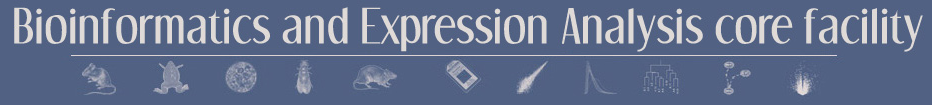 Bioinformatics and Expression Analysis core facility